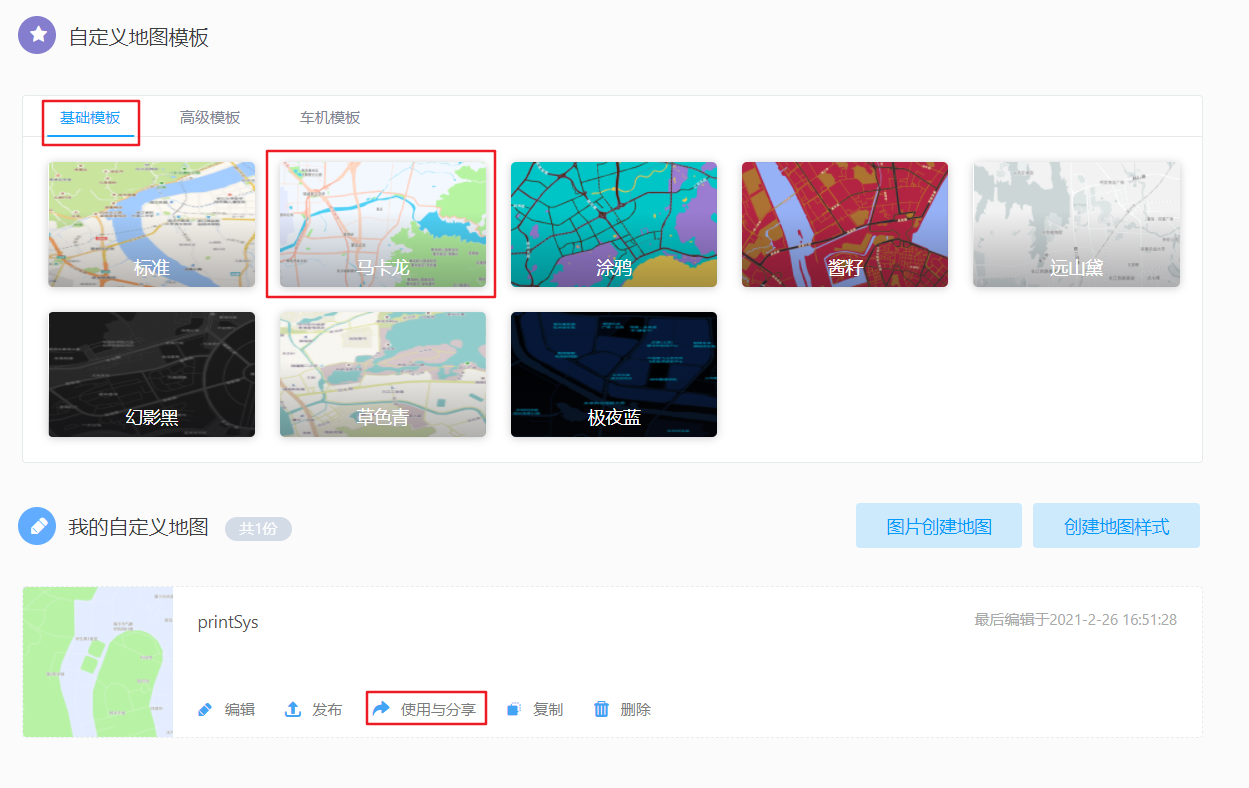 自定义地图模板
基础模板 高级模板 车机模板
标准 马卡龙 涂鸦 酱籽 远山黛
幻影黑 草色青 极夜蓝
我的自定义地图 共1份 图片创建地图 创建地图样式
printSys 最后编辑于2021-2-26 16:51:28
编辑 发布 使用与分享 复制 删除